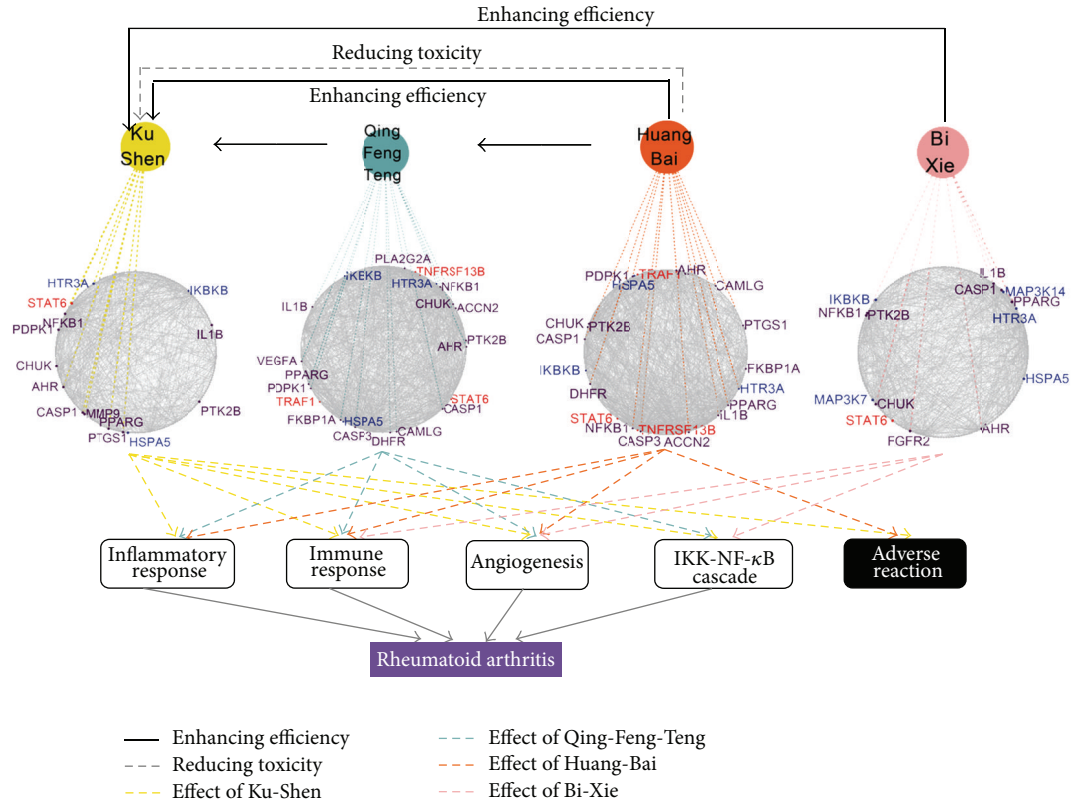 Enhancing efficiency
Reducing toxicity
Enhancing efficiency
Ku
Shen
Qing
Feng
Teng
Huang
Bai
Bi
Xie
HTR3A
IKBKB
STAT6
NFKB1
PDPK1
IL1B
CHUK
AHR
CASP1
MMP9
PPARG
PTK2B
PTGS1
HSPA5
PLA2G2A
TNFRSF13B
HTR3A
NFKB1
IL1B
CHUK
ACCN2
PTK2B
AHR
VEGFA
PPARG
PDPK1
TRAF1
STAT6
CASP1
FKBP1A
HSPA5
CASP3
DHFR
CAMLG
PDPK1
TRAF1
AHR
HSPA5
CAMLG
CHUK
PTK2B
CASP1
PTGS1
IKBKB
FKBP1A
DHFR
HTR3A
PPARG
IL1B
STAT6
NFKB1
TNFRSF13B
CASP3
ACCN2
IL1B
CASP1
MAP3K14
PPARG
HTR3A
IKBKB
NFKB1
PTK2B
HSPA5
MAP3K7
CHUK
STAT6
FGFR2
AHR
Inflammatory
response
Immune
response
Angiogenesis
IKK-NF-κB
cascade
Adverse
reaction
Rheumatoid arthritis
Enhancing efficiency
Reducing toxicity
Effect of Ku-Shen
Effect of Qing-Feng-Teng
Effect of Huang-Bai
Effect of Bi-Xie